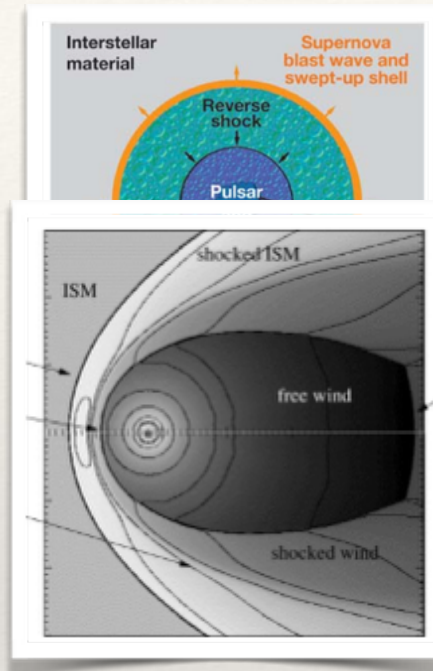 Interstellar
material
Supernova
blast wave and
swept-up shell
Reverse
shock
Pulsar
shocked ISM
ISM
free wind
shocked wind